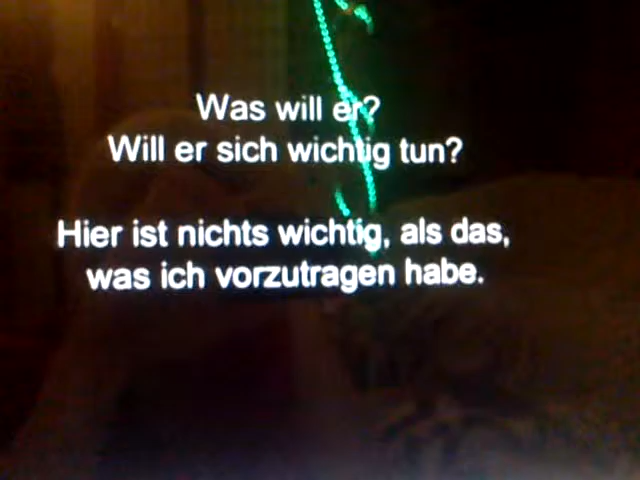 Was will er?
Will er sich wichtig tun?
Hier ist nichts wichtig, als das,
was ich vorzutragen habe.